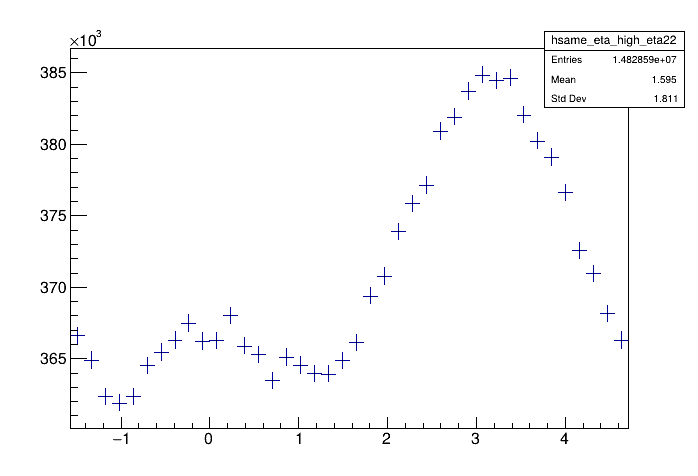 ×10³
hsame_eta_high_eta22
Entries 1.482859e+07
Mean 1.595
Std Dev 1.811
385
380
375
370
365
−1 0 1 2 3 4